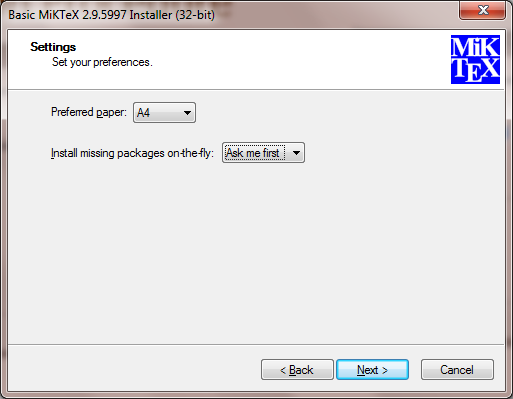 Basic MiKTeX 2.9.5997 Installer (32-bit)
Settings
Set your preferences.
MiK
TEX
Preferred paper: A4
Install missing packages on-the-fly: Ask me first
< Back Next > Cancel